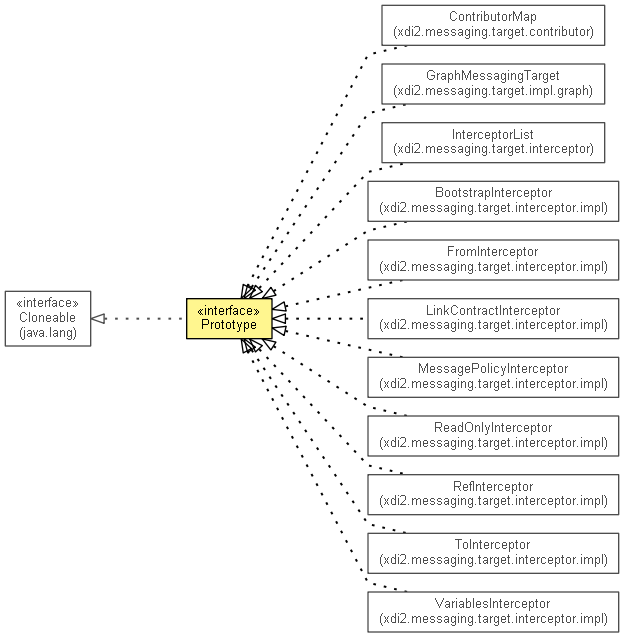 ContributorMap
(xdi2.messaging.target.contributor)
GraphMessagingTarget
(xdi2.messaging.target.impl.graph)
InterceptorList
(xdi2.messaging.target.interceptor)
BootstrapInterceptor
(xdi2.messaging.target.interceptor.impl)
FromInterceptor
(xdi2.messaging.target.interceptor.impl)
«interface»
Cloneable
(java.lang)
«interface»
Prototype
LinkContractInterceptor
(xdi2.messaging.target.interceptor.impl)
MessagePolicyInterceptor
(xdi2.messaging.target.interceptor.impl)
ReadOnlyInterceptor
(xdi2.messaging.target.interceptor.impl)
RefInterceptor
(xdi2.messaging.target.interceptor.impl)
ToInterceptor
(xdi2.messaging.target.interceptor.impl)
VariablesInterceptor
(xdi2.messaging.target.interceptor.impl)